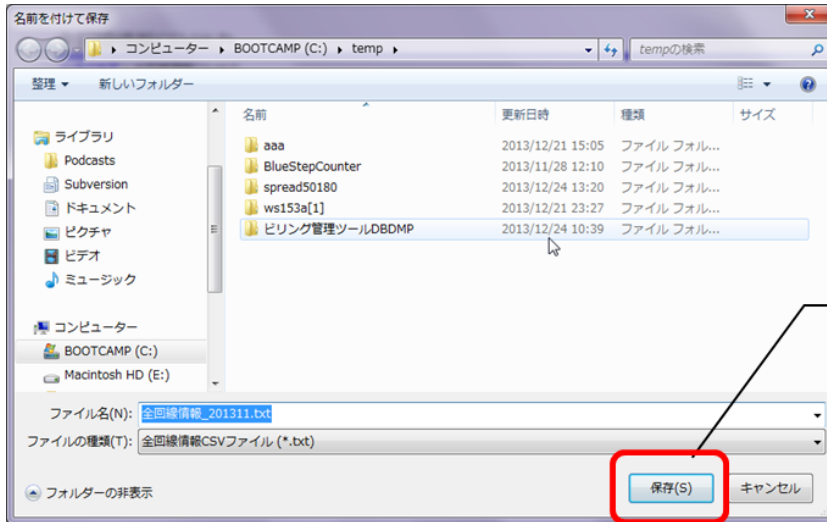 名前を付けて保存
コンピューター BOOTCAMP (C:) temp tempの検索
整理 新しいフォルダー
名前 更新日時 種類 サイズ
ライブラリ
Podcasts
Subversion
ドキュメント
ピクチャ
ビデオ
ミュージック
コンピューター
BOOTCAMP (C:)
Macintosh HD (E:)
aaa 2013/12/21 15:05 ファイル フォル...
BlueStepCounter 2013/11/28 12:10 ファイル フォル...
spread50180 2013/12/24 13:20 ファイル フォル...
ws153a[1] 2013/12/21 23:27 ファイル フォル...
ビリング管理ツールDBDMP 2013/12/24 10:39 ファイル フォル...
ファイル名(N): 全回線情報_201311.txt
ファイルの種類(T): 全回線情報CSVファイル (*.txt)
フォルダーの非表示 保存(S) キャンセル